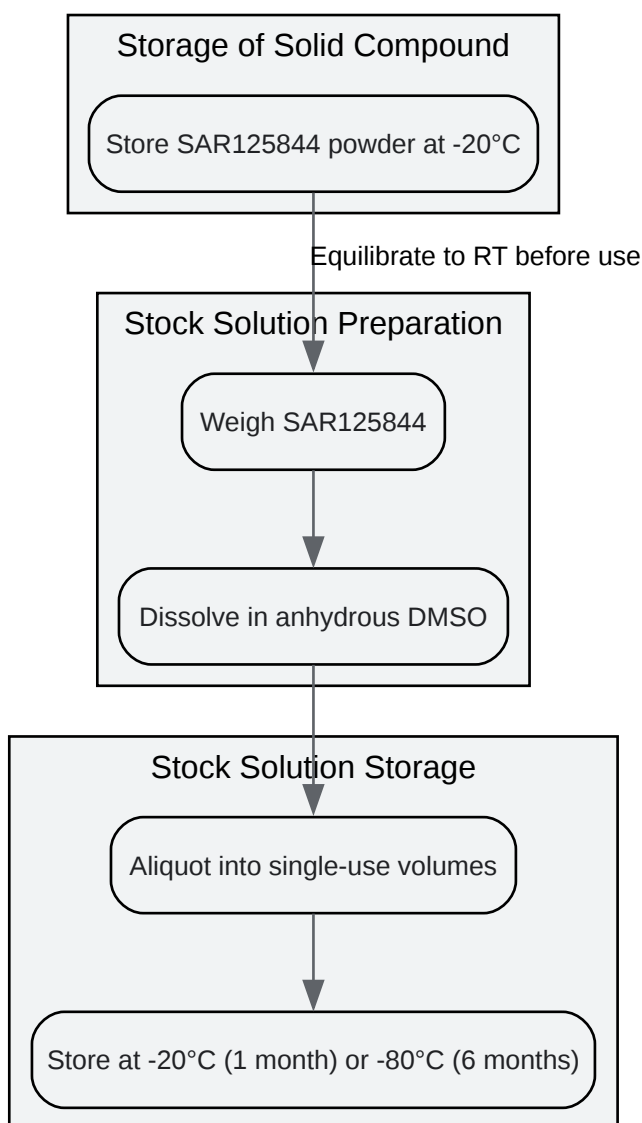 Storage of Solid Compound
Store SAR125844 powder at -20°C
Equilibrate to RT before use
Stock Solution Preparation
Weigh SAR125844
Dissolve in anhydrous DMSO
Stock Solution Storage
Aliquot into single-use volumes
Store at -20°C (1 month) or -80°C (6 months)